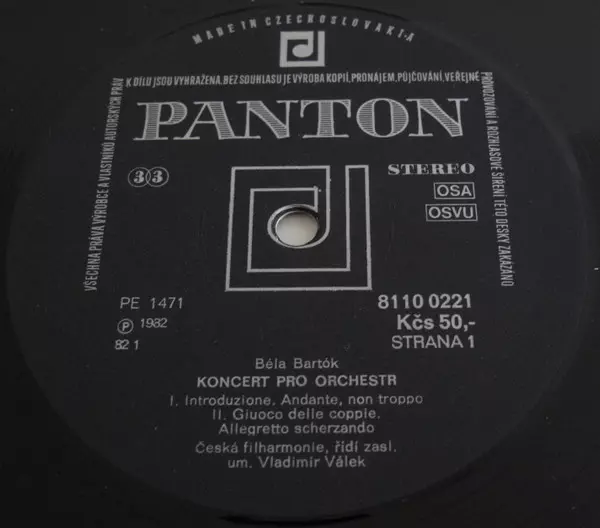 MADE IN CZECHOSLOVAKIA
VŠECHNA PRÁVA VÝROBCE A VLASTNÍKŮ AUTORSKÝCH PRÁV
K DÍLU JSOU VYHRAŽENA. BEZ SOUHLASU JE VÝROBA KOPIÍ, PRONÁJEM, PŮJČOVÁNÍ, VEŘEJNÉ
PROVOZOVÁNÍ A ROZHLASOVÉ ŠÍŘENÍ TÉTO DESKY ZAKÁZÁNO
PANTON
33
STEREO
OSA
OSVU
PE 1471
8110 0221
Ⓟ 1982
Kčs 50,-
82 1
STRANA 1
Béla Bartók
KONCERT PRO ORCHESTR
I. Introduzione. Andante, non troppo
II. Giuoco delle coppie.
Allegretto scherzando
Česká filharmonie, řídí zasl.
um. Vladimír Válek